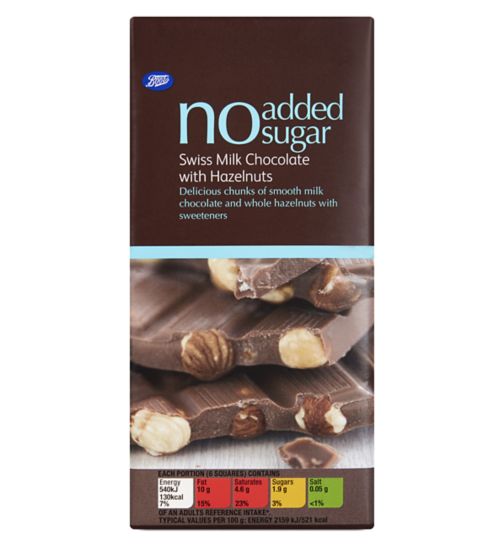 Boots
no added
sugar
Swiss Milk Chocolate
with Hazelnuts
Delicious chunks of smooth milk
chocolate and whole hazelnuts with
sweeteners
EACH PORTION (6 SQUARES) CONTAINS
Energy Fat Saturates Sugars Salt
540kJ 10 g 4.6 g 1.9 g 0.05 g
130kcal
7% 15% 23% 3% <1%
OF AN ADULTS REFERENCE INTAKE*.
TYPICAL VALUES PER 100 g: ENERGY 2159 kJ/521 kcal